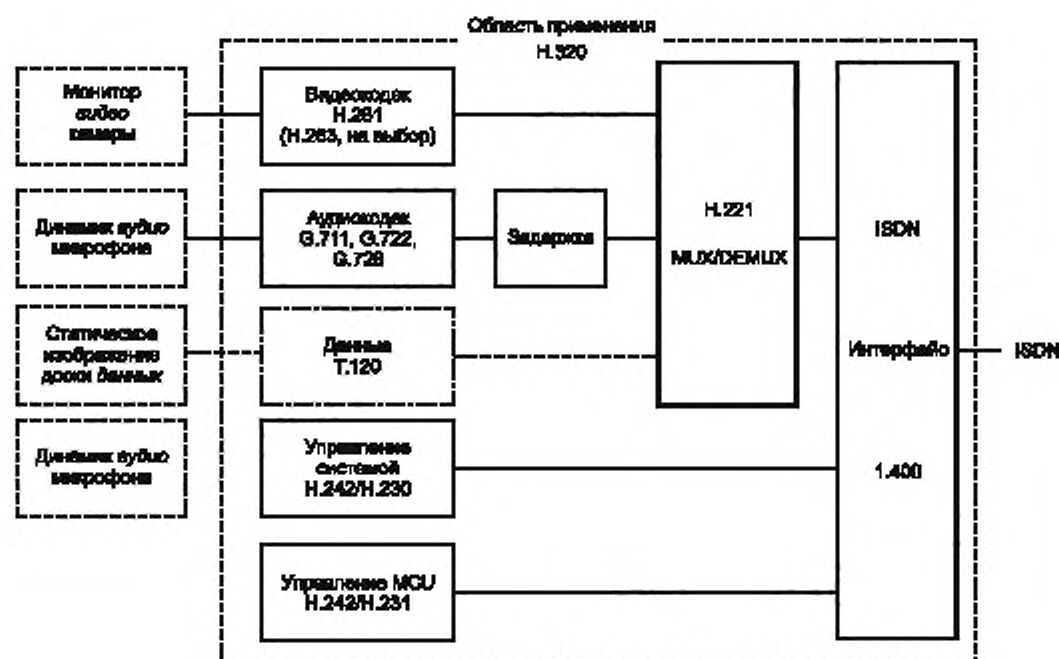 Область применения
H.320
Монитор
аудио
камеры
Видеокодек
H.261
(H.263, на выбор)
Динамик аудио
микрофона
Аудиокодек
G.711, G.722,
G.728
Задержка
H.221
MUX/DEMUX
ISDN
Интерфайс
1.400
ISDN
Статическое
изображение
доски данных
Данные
T.120
Динамик аудио
микрофона
Управление
системой
H.242/H.230
Управление MCU
H.242/H.231